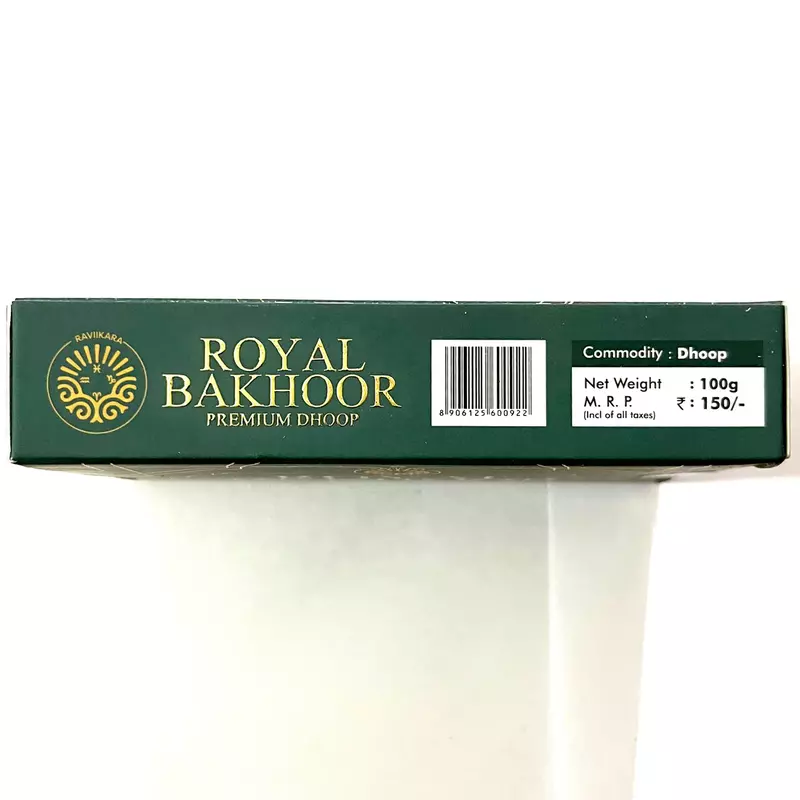 RAVIIKARA
ROYAL
BAKHOOR
PREMIUM DHOOP
8 906125 600922
Commodity : Dhoop
Net Weight : 100g
M. R. P. ₹ : 150/-
(Incl of all taxes)